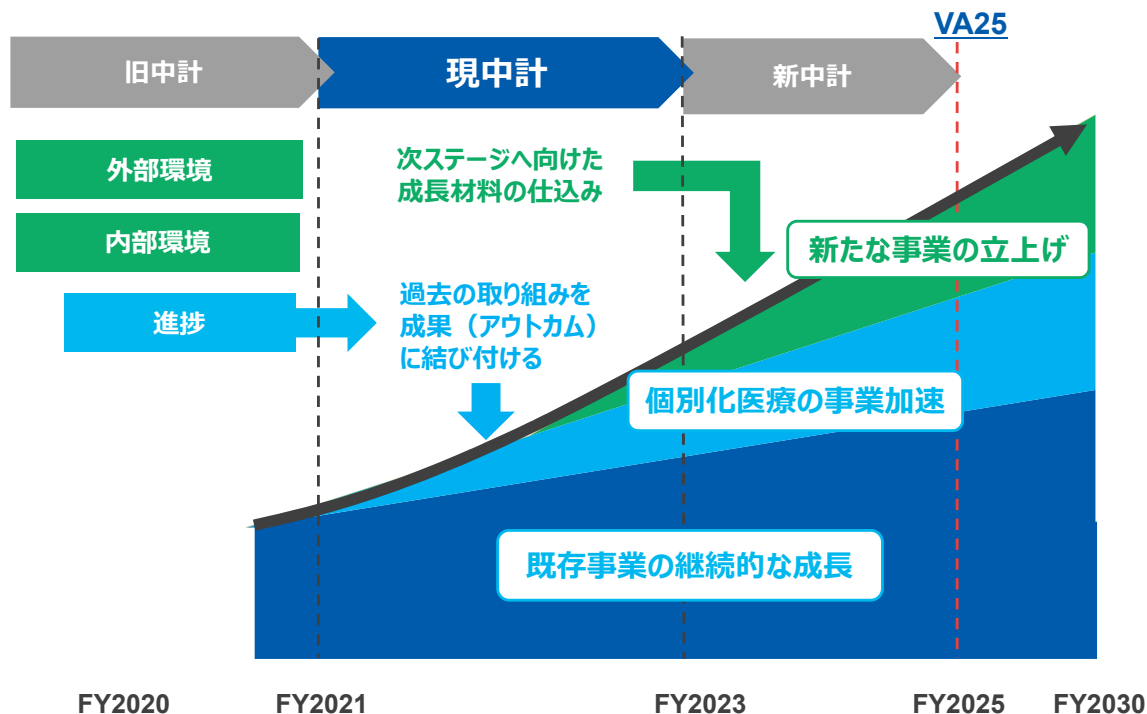 VA25
旧中計
現中計
新中計
外部環境
内部環境
進捗
次ステージへ向けた
成長材料の仕込み
過去の取り組みを
成果（アウトカム）
に結び付ける
新たな事業の立上げ
個別化医療の事業加速
既存事業の継続的な成長
FY2020
FY2021
FY2023
FY2025
FY2030